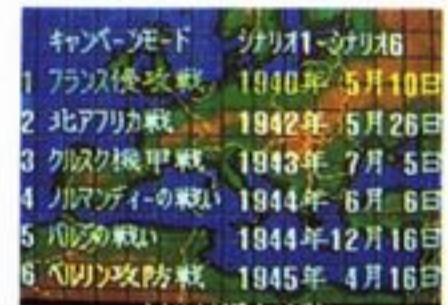 キャンペーンモード シナリオ1~シナリオ6
1 フランス侵攻戦 1940年 5月10日
2 北アフリカ戦 1942年 5月26日
3 クルスク機甲戦 1943年 7月 5日
4 ノルマンディーの戦い 1944年 6月 6日
5 バルジの戦い 1944年12月16日
6 ベルリン攻防戦 1945年 4月16日